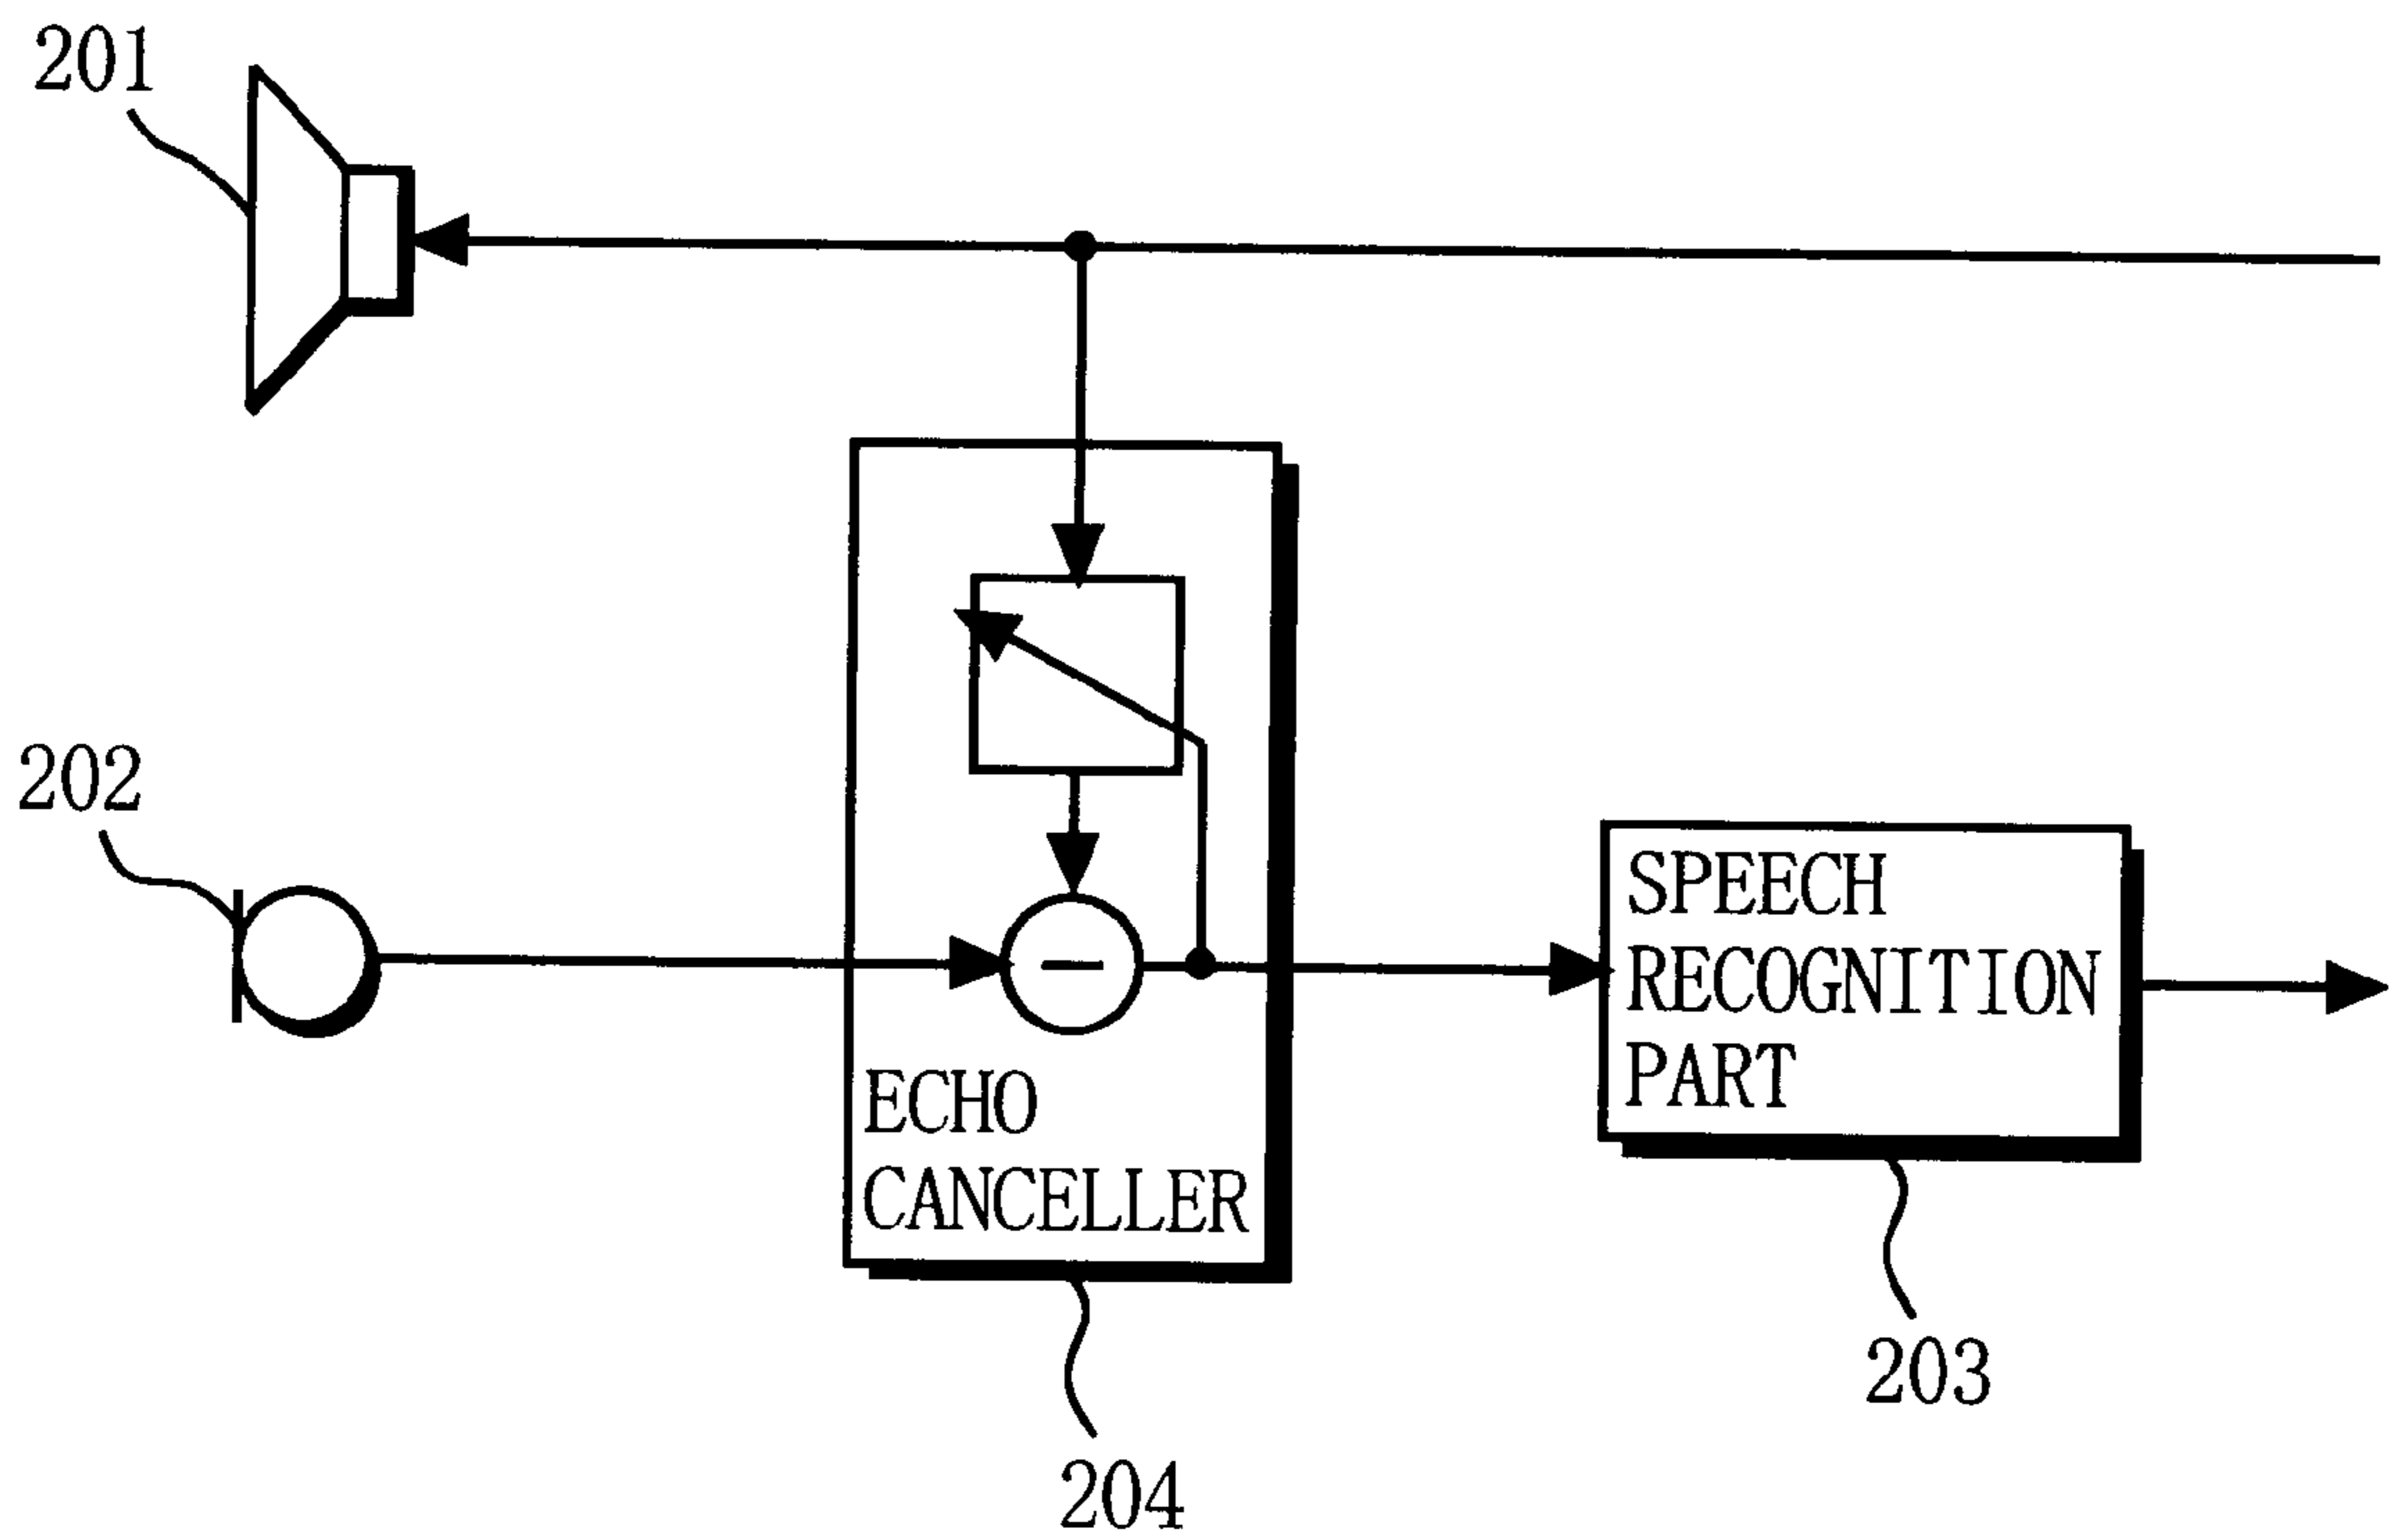 201
202
SPEECH
RECOGNITION
PART
ECHO
CANCELLER
203
204